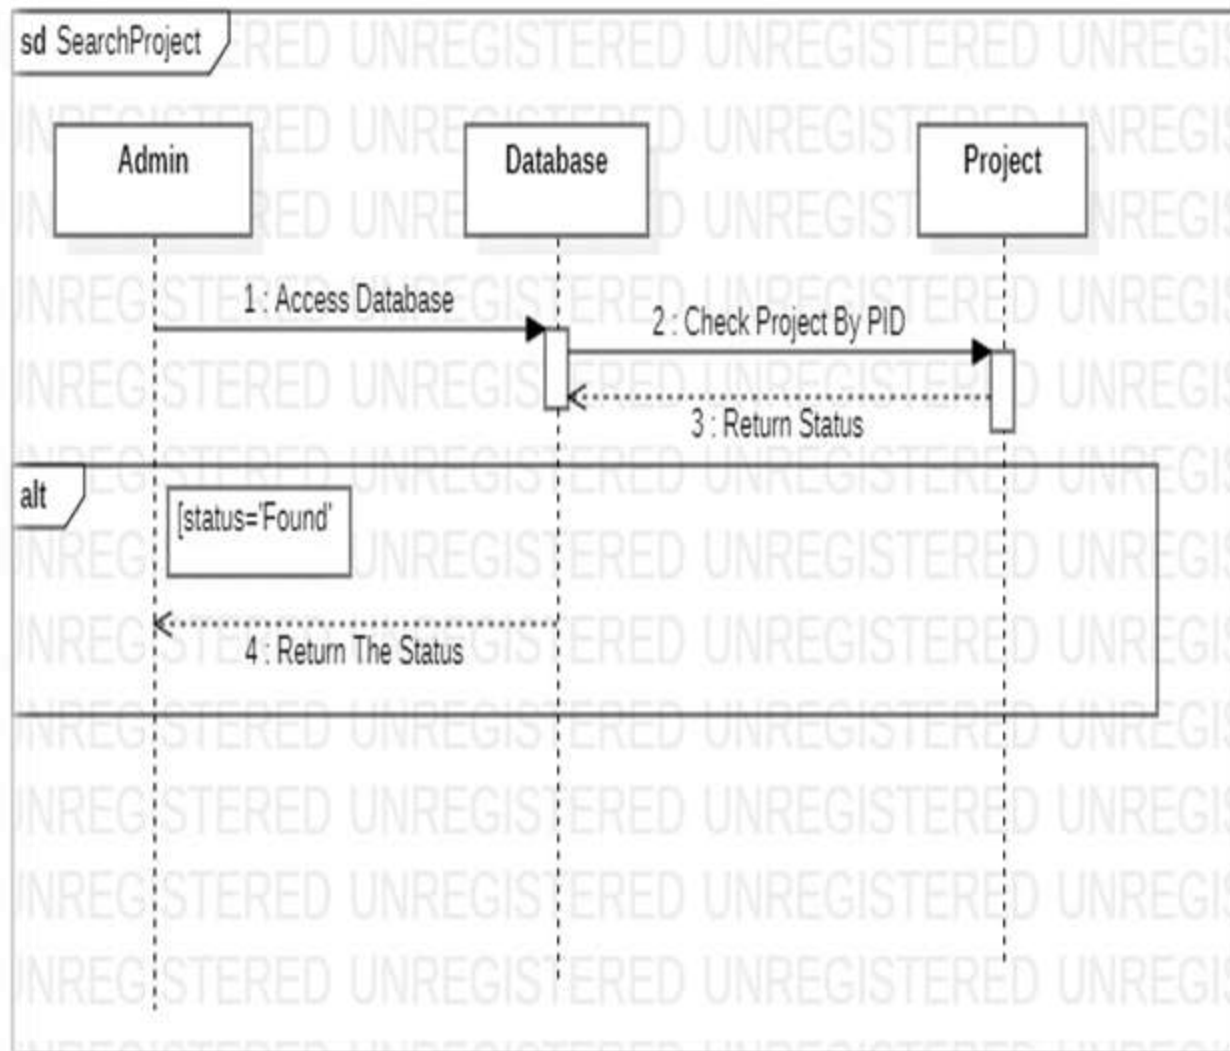 sd SearchProject
Admin
Database
Project
1 : Access Database
2 : Check Project By PID
3 : Return Status
alt
[status='Found'
4 : Return The Status
UNREGISTERED